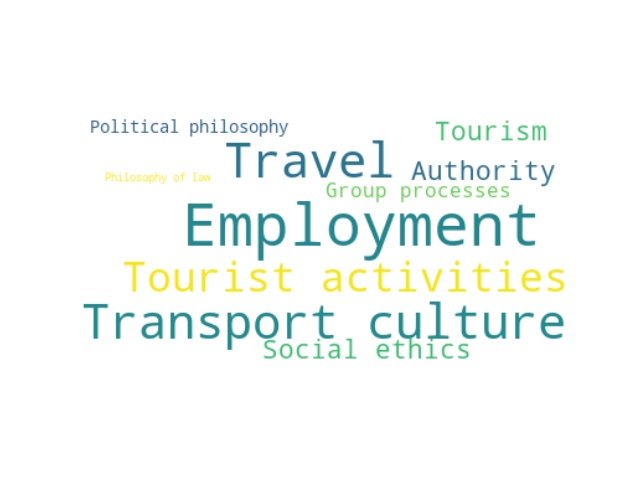 Political philosophy
Tourism
Travel
Authority
Philosophy of law
Group processes
Employment
Tourist activities
Transport culture
Social ethics